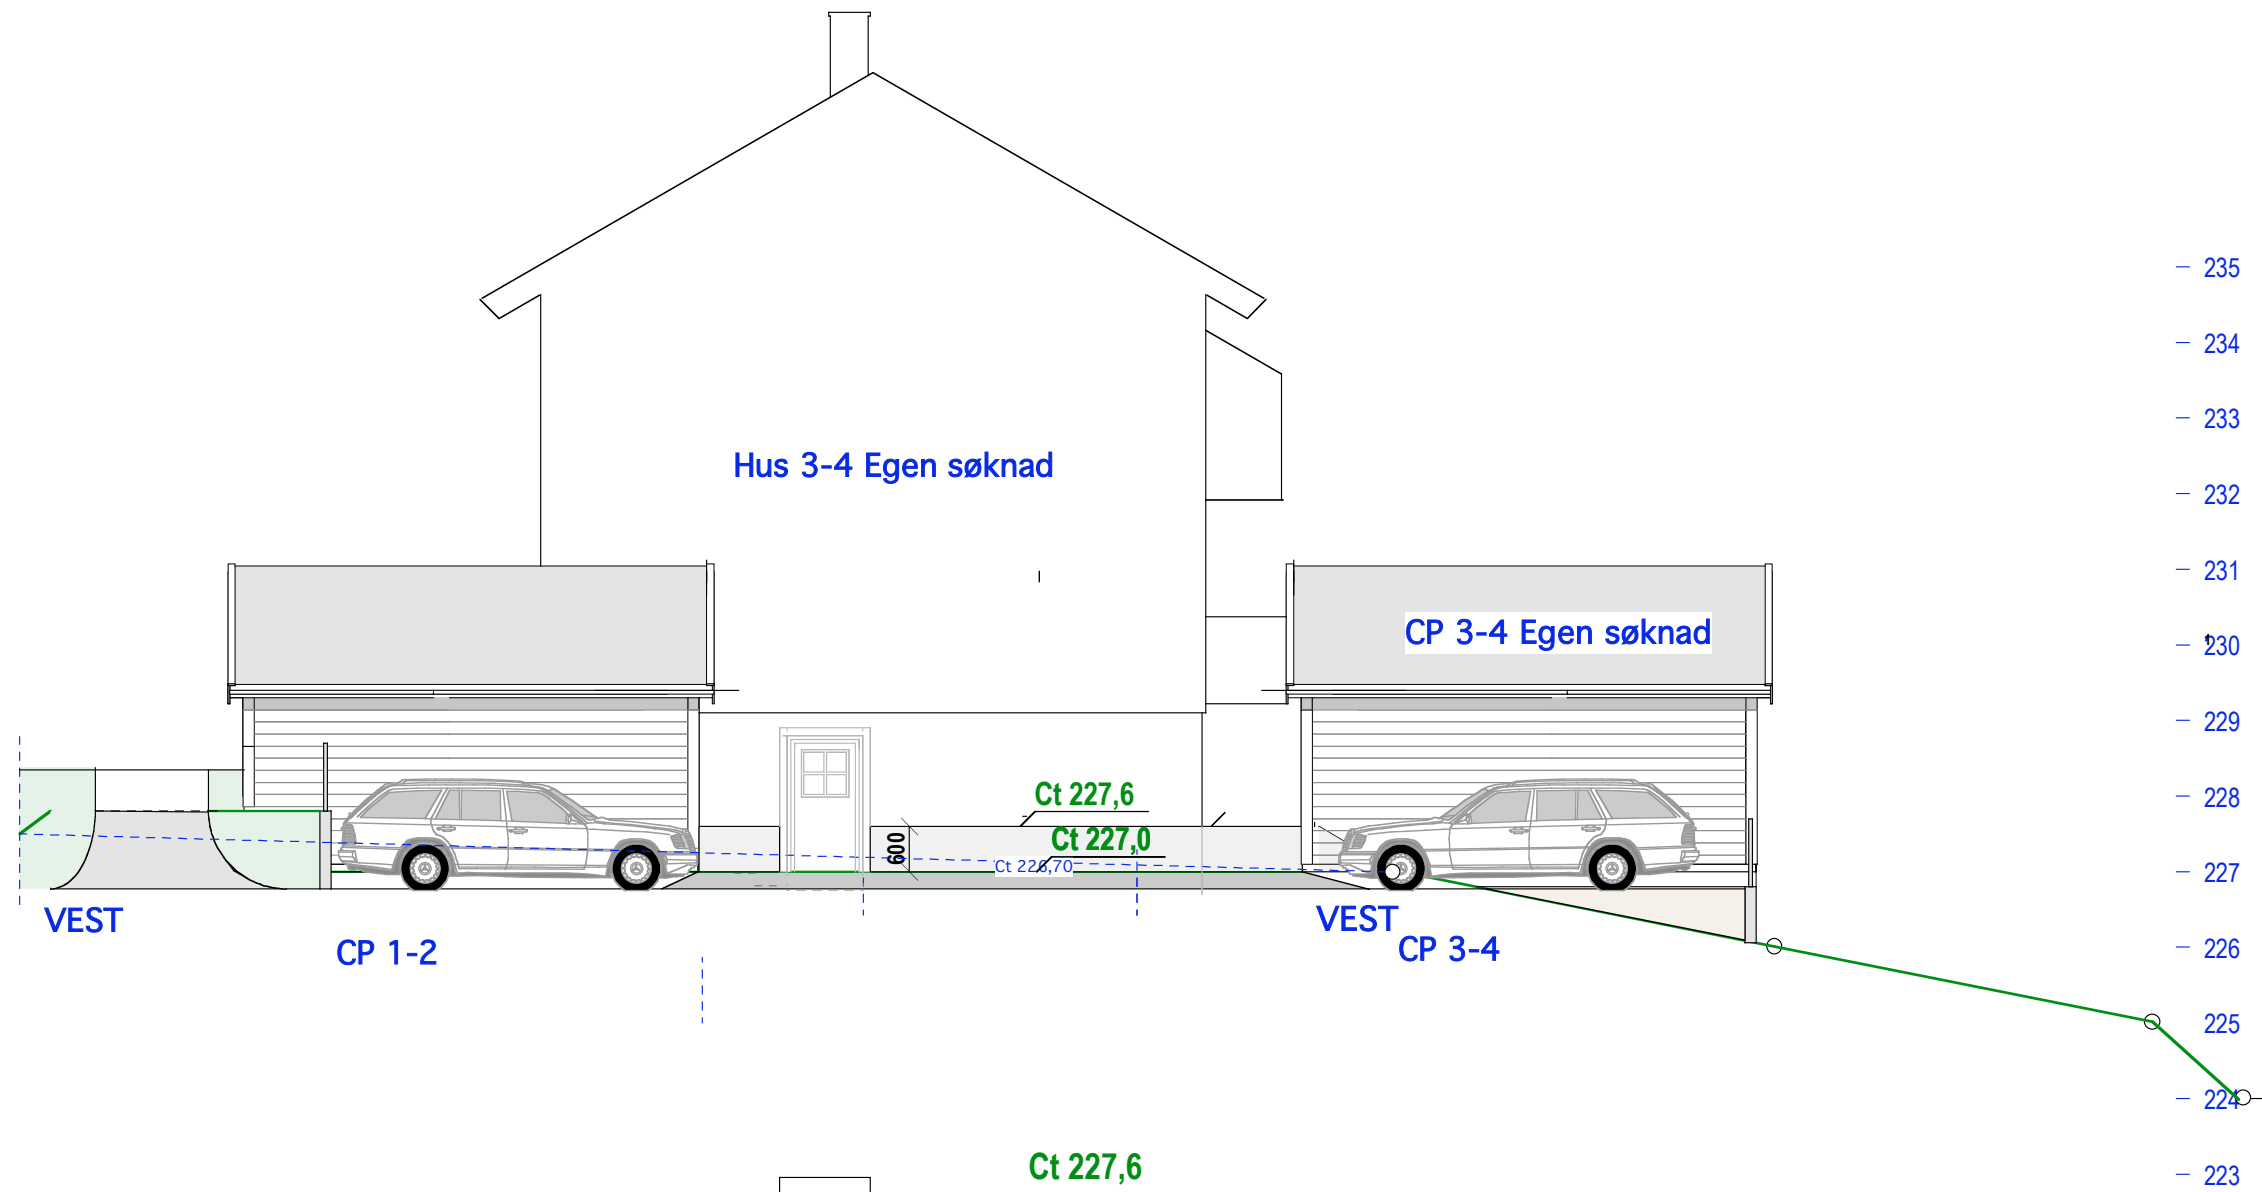 235
234
233
Hus 3-4 Egen søknad
232
231
CP 3-4 Egen søknad
230
229
Ct 227,6
228
600
Ct 227,0
Ct 226,70
227
VEST
VEST
CP 1-2
CP 3-4
226
225
224
Ct 227,6
223